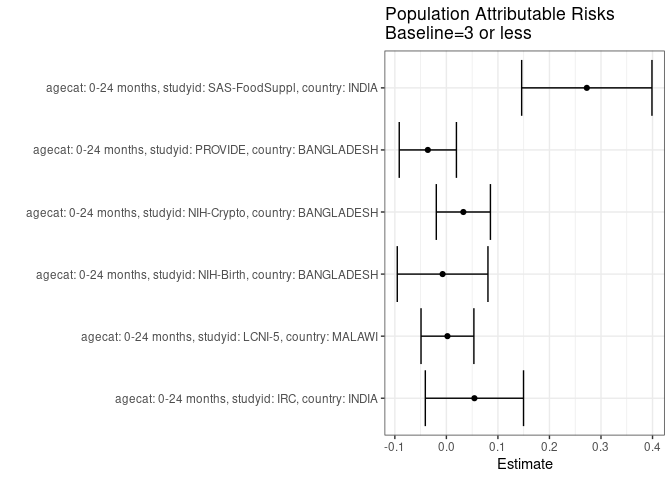 Population Attributable Risks
Baseline=3 or less
agecat: 0-24 months, studyid: SAS-FoodSuppl, country: INDIA
agecat: 0-24 months, studyid: PROVIDE, country: BANGLADESH
agecat: 0-24 months, studyid: NIH-Crypto, country: BANGLADESH
agecat: 0-24 months, studyid: NIH-Birth, country: BANGLADESH
agecat: 0-24 months, studyid: LCNI-5, country: MALAWI
agecat: 0-24 months, studyid: IRC, country: INDIA
-0.1 0.0 0.1 0.2 0.3 0.4
Estimate